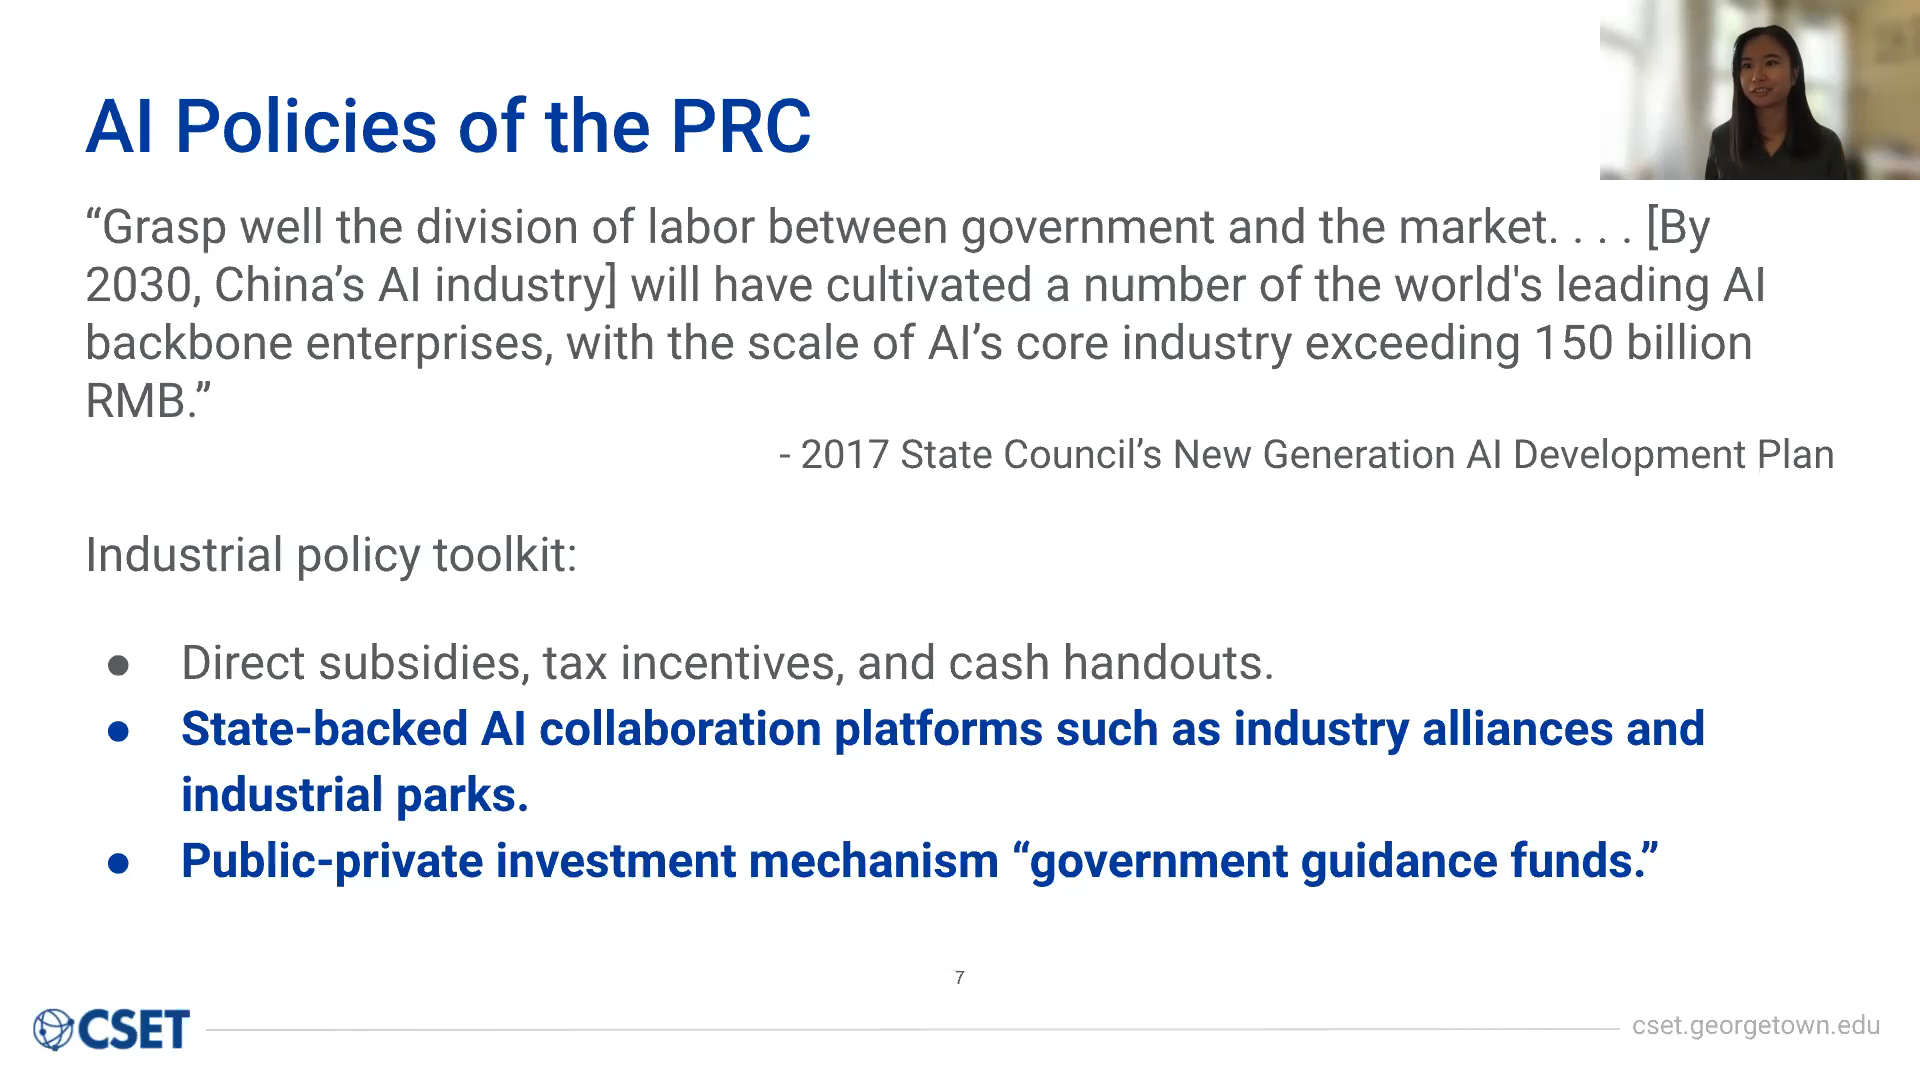 AI Policies of the PRC
“Grasp well the division of labor between government and the market. . . . [By
2030, China’s AI industry] will have cultivated a number of the world's leading AI
backbone enterprises, with the scale of AI’s core industry exceeding 150 billion
RMB.”
- 2017 State Council’s New Generation AI Development Plan
Industrial policy toolkit:
● Direct subsidies, tax incentives, and cash handouts.
● State-backed AI collaboration platforms such as industry alliances and
industrial parks.
● Public-private investment mechanism “government guidance funds.”
7
CSET
cset.georgetown.edu